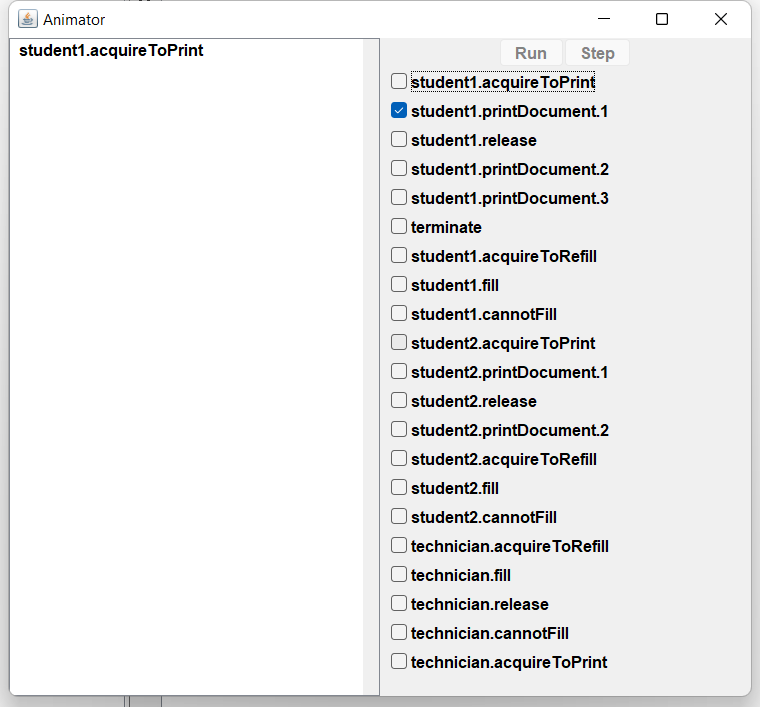 Animator
student1.acquireToPrint
Run Step
student1.acquireToPrint
student1.printDocument.1
student1.release
student1.printDocument.2
student1.printDocument.3
terminate
student1.acquireToRefill
student1.fill
student1.cannotFill
student2.acquireToPrint
student2.printDocument.1
student2.release
student2.printDocument.2
student2.acquireToRefill
student2.fill
student2.cannotFill
technician.acquireToRefill
technician.fill
technician.release
technician.cannotFill
technician.acquireToPrint